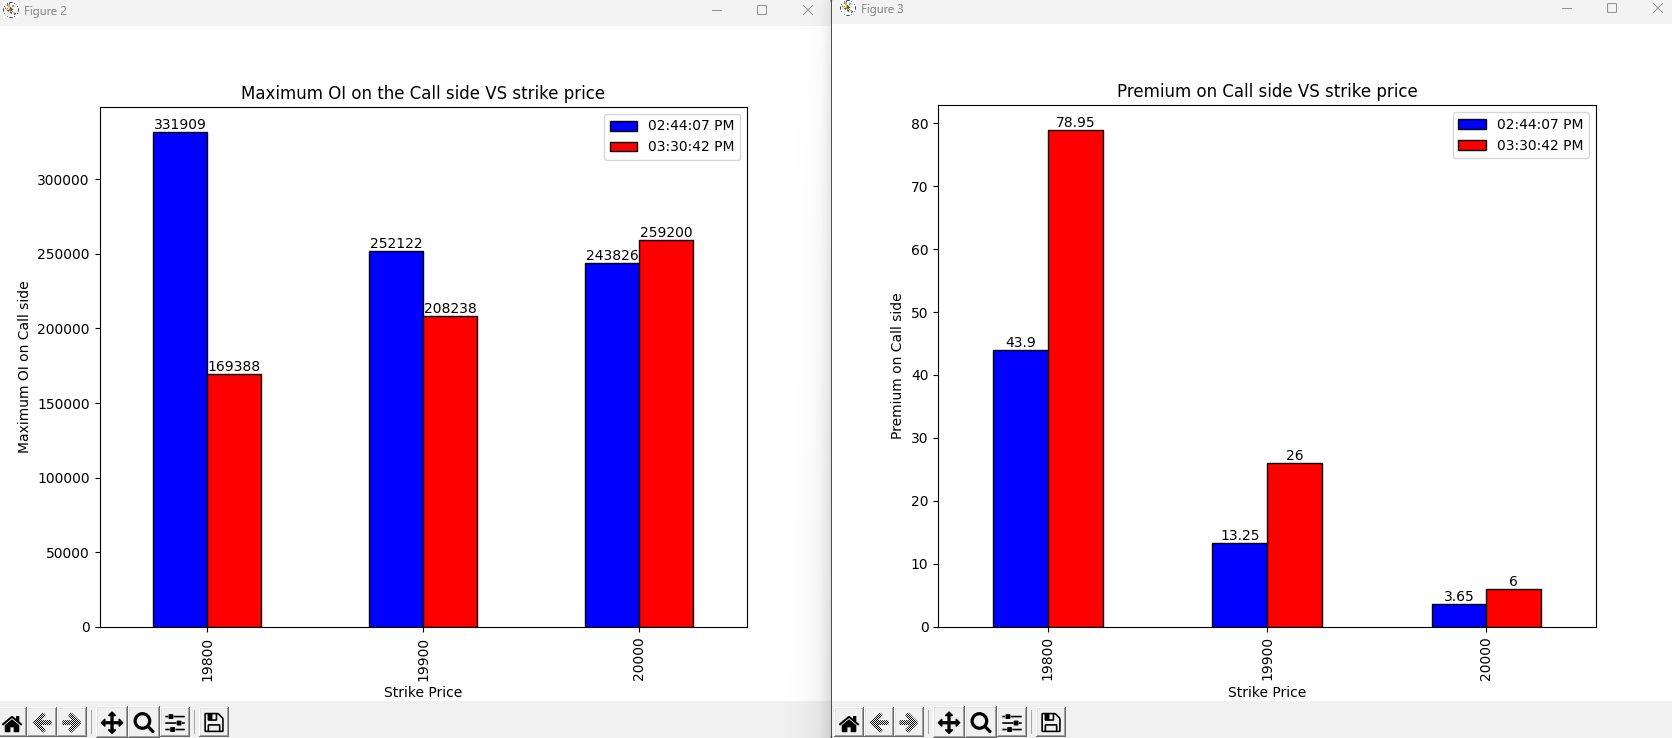 Figure 2
Maximum OI on the Call side VS strike price
331909
02:44:07 PM
03:30:42 PM
300000
252122
259200
250000
243826
208238
200000
169388
150000
100000
50000
0
Maximum OI on Call side
19800
19900
20000
Strike Price
Figure 3
Premium on Call side VS strike price
80
78.95
02:44:07 PM
03:30:42 PM
70
60
50
43.9
40
30
26
20
13.25
10
3.65
6
0
Premium on Call side
19800
19900
20000
Strike Price